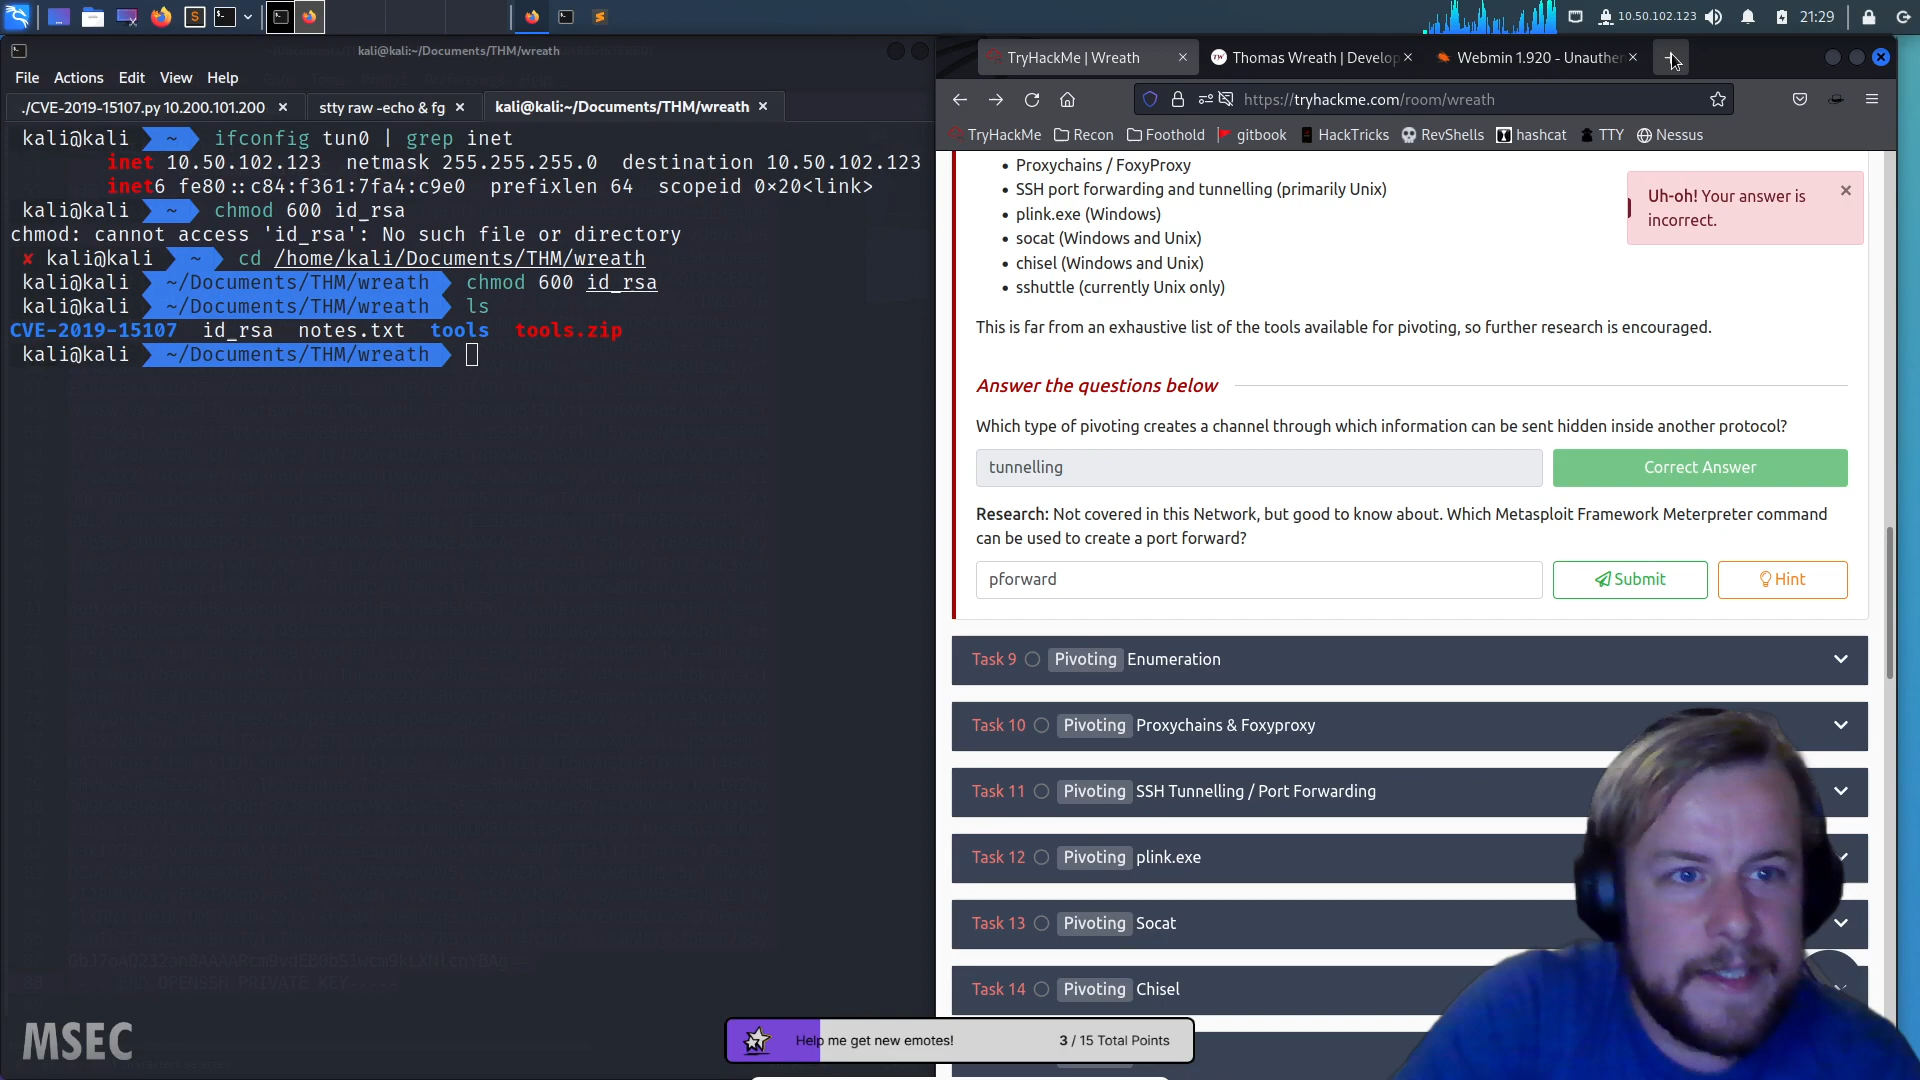 10.50.102.123
21:29
kali@kali:~/Documents/THM/wreath
File Actions Edit View Help
./CVE-2019-15107.py 10.200.101.200
stty raw -echo & fg
kali@kali:~/Documents/THM/wreath
kali@kali ~ ifconfig tun0 | grep inet
inet 10.50.102.123 netmask 255.255.255.0 destination 10.50.102.123
inet6 fe80::c84:f361:7fa4:c9e0 prefixlen 64 scopeid 0×20<link>
kali@kali ~ chmod 600 id_rsa
chmod: cannot access 'id_rsa': No such file or directory
✘ kali@kali ~ cd /home/kali/Documents/THM/wreath
kali@kali ~/Documents/THM/wreath chmod 600 id_rsa
kali@kali ~/Documents/THM/wreath ls
CVE-2019-15107 id_rsa notes.txt tools tools.zip
kali@kali ~/Documents/THM/wreath
OPENSSH PRIVATE KEY-----
MSEC
TryHackMe | Wreath
Thomas Wreath | Develop
Webmin 1.920 - Unauther
https://tryhackme.com/room/wreath
TryHackMe
Recon
Foothold
gitbook
HackTricks
RevShells
hashcat
TTY
Nessus
• Proxychains / FoxyProxy
• SSH port forwarding and tunnelling (primarily Unix)
• plink.exe (Windows)
• socat (Windows and Unix)
• chisel (Windows and Unix)
• sshuttle (currently Unix only)
Uh-oh! Your answer is
incorrect.
This is far from an exhaustive list of the tools available for pivoting, so further research is encouraged.
Answer the questions below
Which type of pivoting creates a channel through which information can be sent hidden inside another protocol?
tunnelling
Correct Answer
Research: Not covered in this Network, but good to know about. Which Metasploit Framework Meterpreter command
can be used to create a port forward?
pforward
Submit
Hint
Task 9 Pivoting Enumeration
Task 10 Pivoting Proxychains & Foxyproxy
Task 11 Pivoting SSH Tunnelling / Port Forwarding
Task 12 Pivoting plink.exe
Task 13 Pivoting Socat
Task 14 Pivoting Chisel
Help me get new emotes!
3 / 15 Total Points